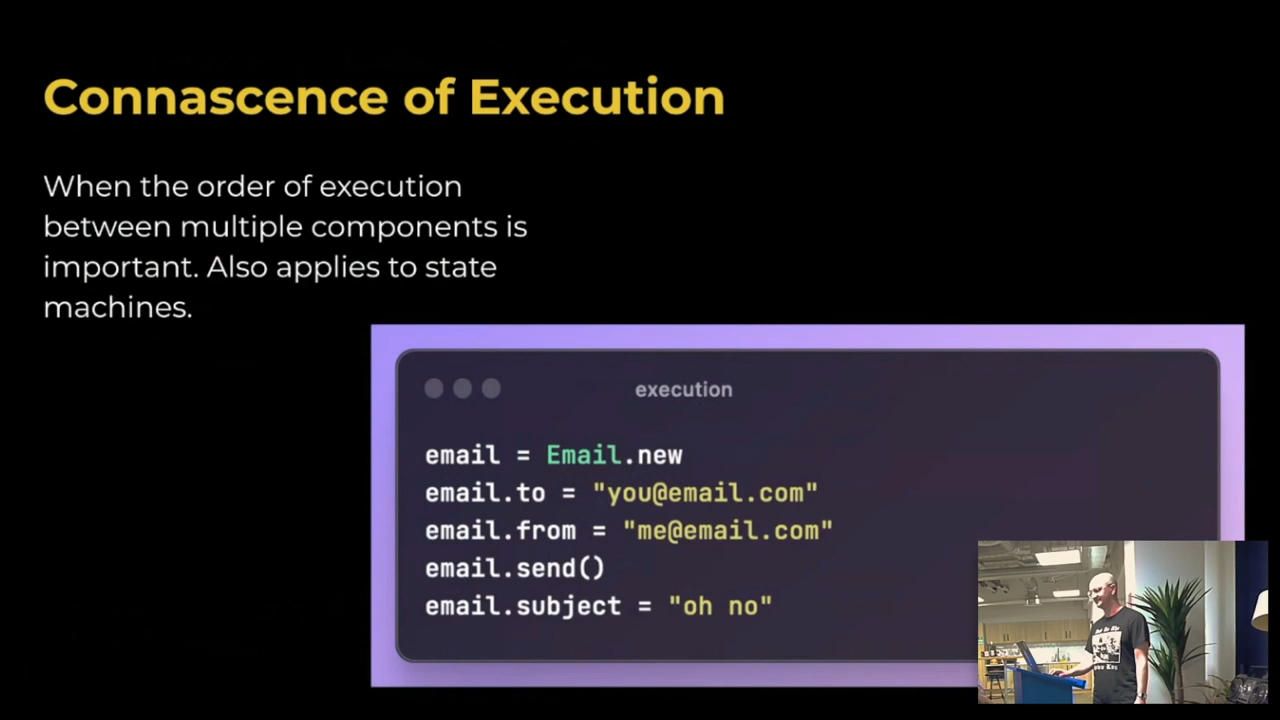 Connascence of Execution
When the order of execution
between multiple components is
important. Also applies to state
machines.
execution
email = Email.new
email.to = "you@email.com"
email.from = "me@email.com"
email.send()
email.subject = "oh no"